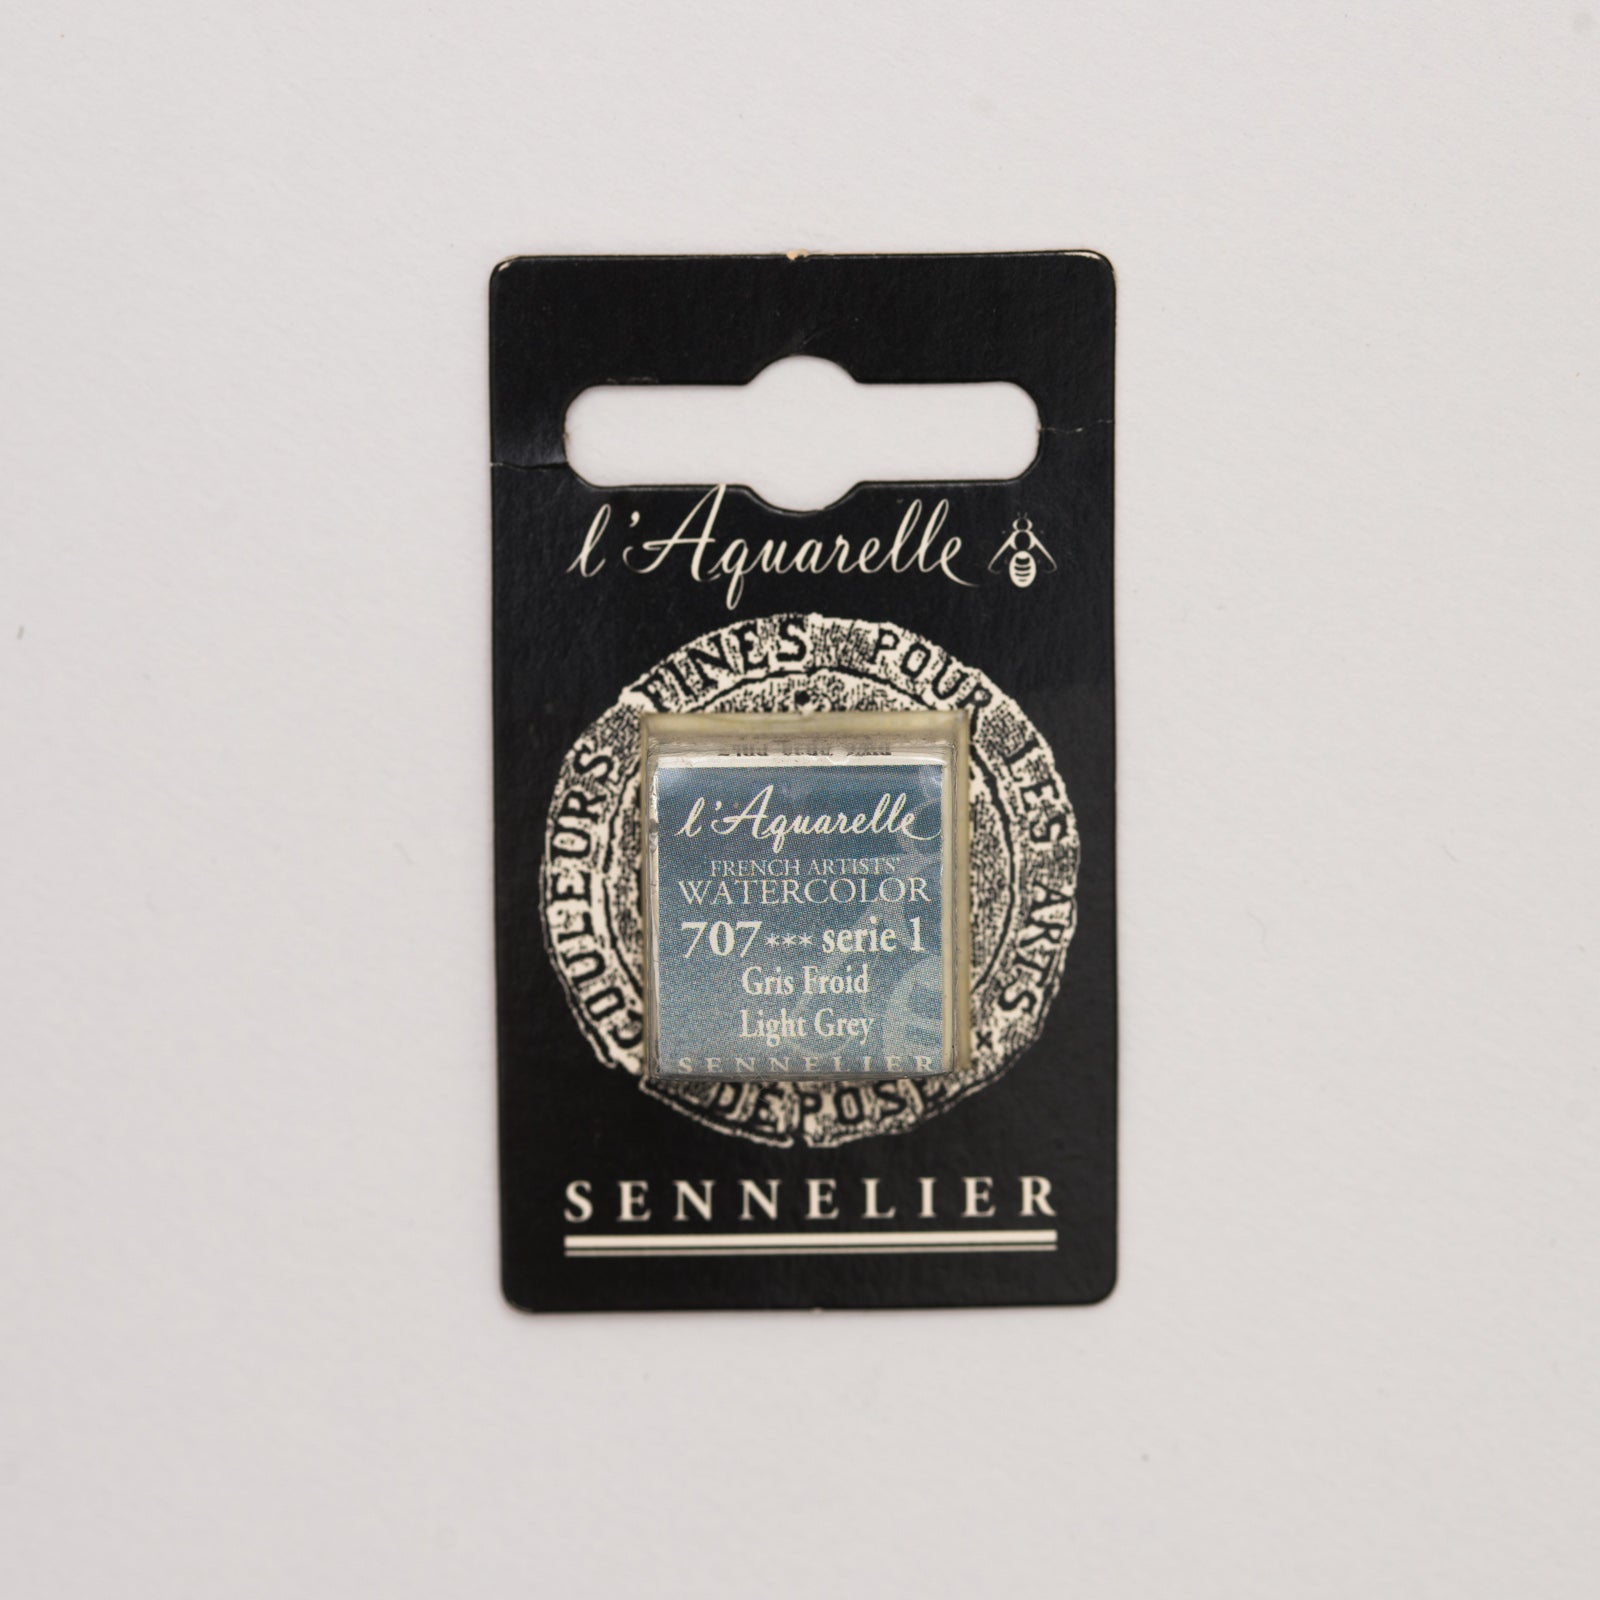 l'Aquarelle
COULEURS FINES POUR LES ARTS
DÉPOSÉ
l'Aquarelle
FRENCH ARTISTS'
WATERCOLOR
707*** serie 1
Gris Froid
Light Grey
SENNELIER
SENNELIER